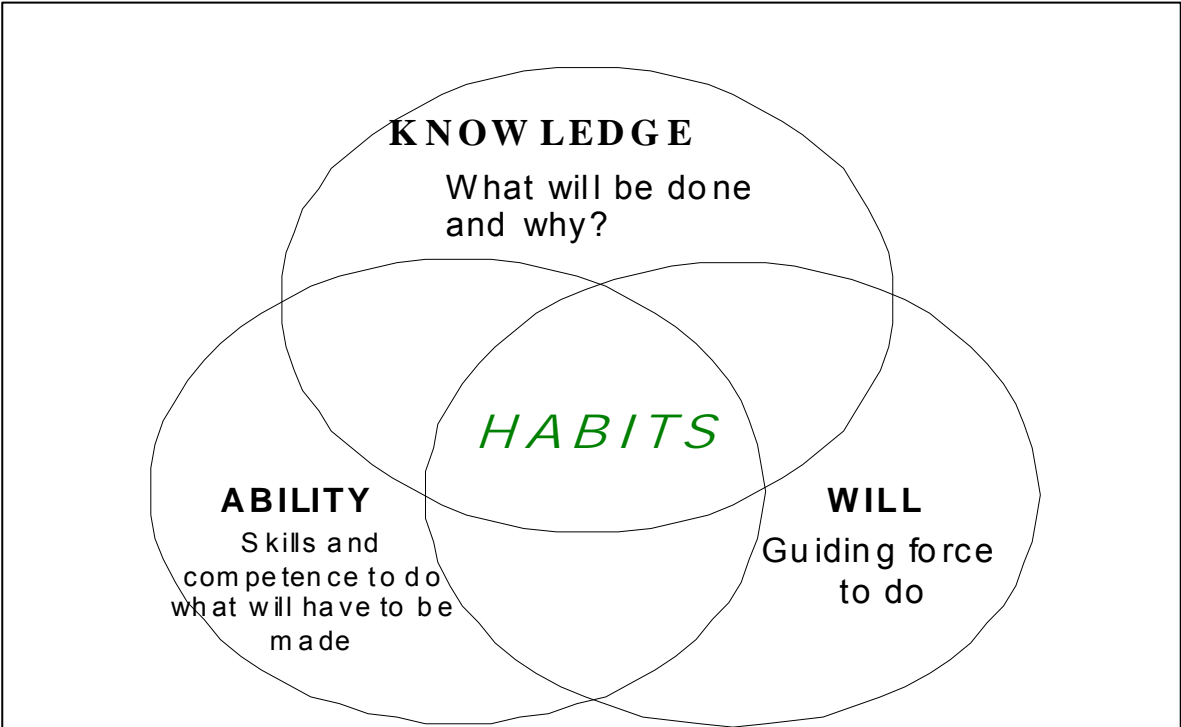 KNOWLEDGE
What will be done
and why?
HABITS
ABILITY
Skills and
competence to do
what will have to be
made
WILL
Guiding force
to do